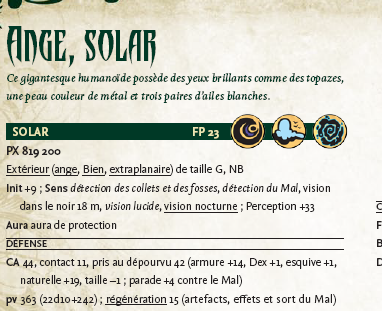 Ange, solar
Ce gigantesque humanoïde possède des yeux brillants comme des topazes,
une peau couleur de métal et trois paires d'ailes blanches.
SOLAR FP 23
PX 819 200
Extérieur (ange, Bien, extraplanaire) de taille G, NB
Init +9 ; Sens détection des collets et des fosses, détection du Mal, vision
dans le noir 18 m, vision lucide, vision nocturne ; Perception +33
Aura aura de protection
DÉFENSE
CA 44, contact 11, pris au dépourvu 42 (armure +14, Dex +1, esquive +1,
naturelle +19, taille –1 ; parade +4 contre le Mal)
pv 363 (22d10+242) ; régénération 15 (artefacts, effets et sort du Mal)